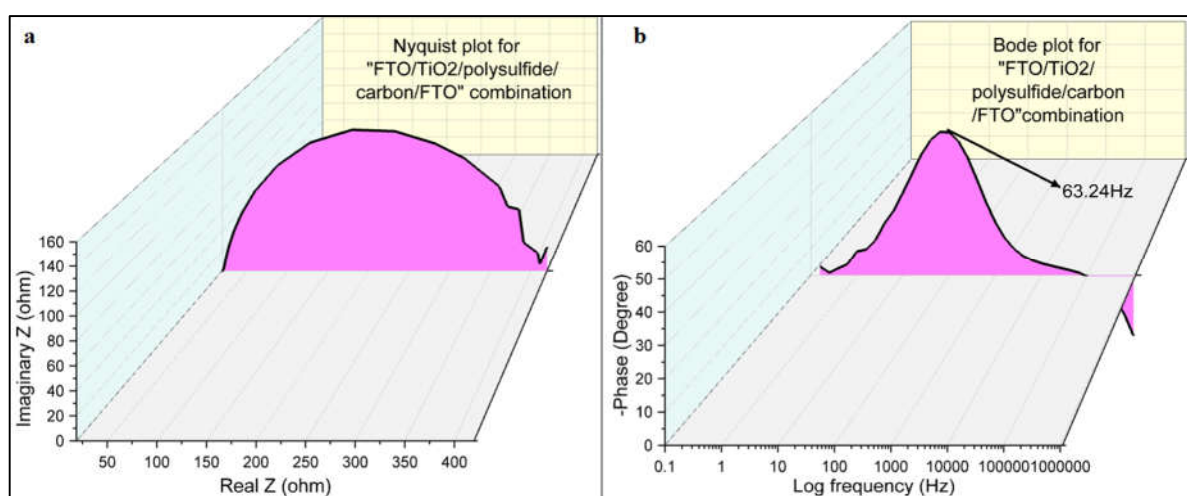 a
Nyquist plot for
"FTO/TiO2/polysulfide/
carbon/FTO" combination
160
140
120
100
80
60
40
20
0
Imaginary Z (ohm)
50 100 150 200 250 300 350 400
Real Z (ohm)
b
Bode plot for
"FTO/TiO2/
polysulfide/carbon
/FTO"combination
63.24Hz
60
50
40
30
20
10
0
-Phase (Degree)
0.1 1 10 100 1000 10000 1000001000000
Log frequency (Hz)